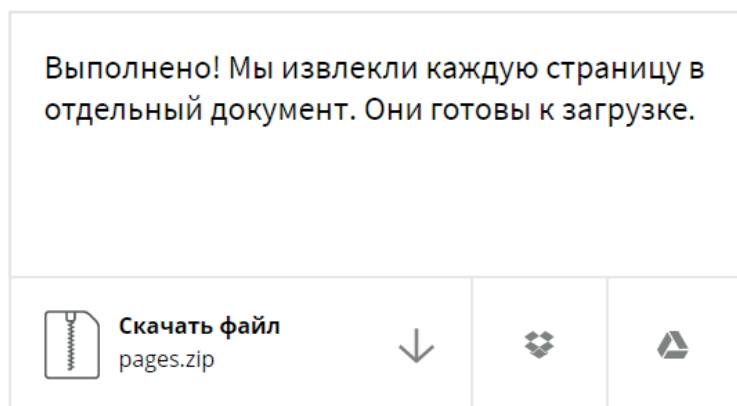 Выполнено! Мы извлекли каждую страницу в
отдельный документ. Они готовы к загрузке.
Скачать файл
pages.zip